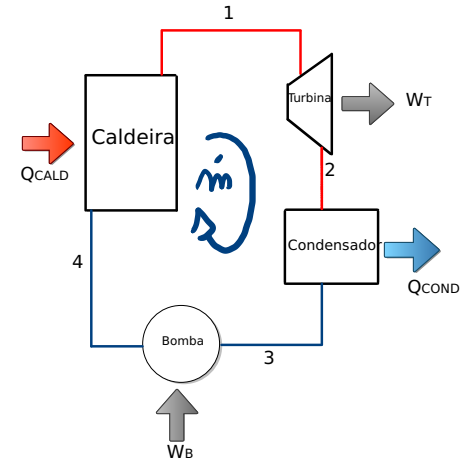 1
Turbina
WT
Caldeira
QCALD
ṁ
2
Condensador
QCOND
4
Bomba
3
WB